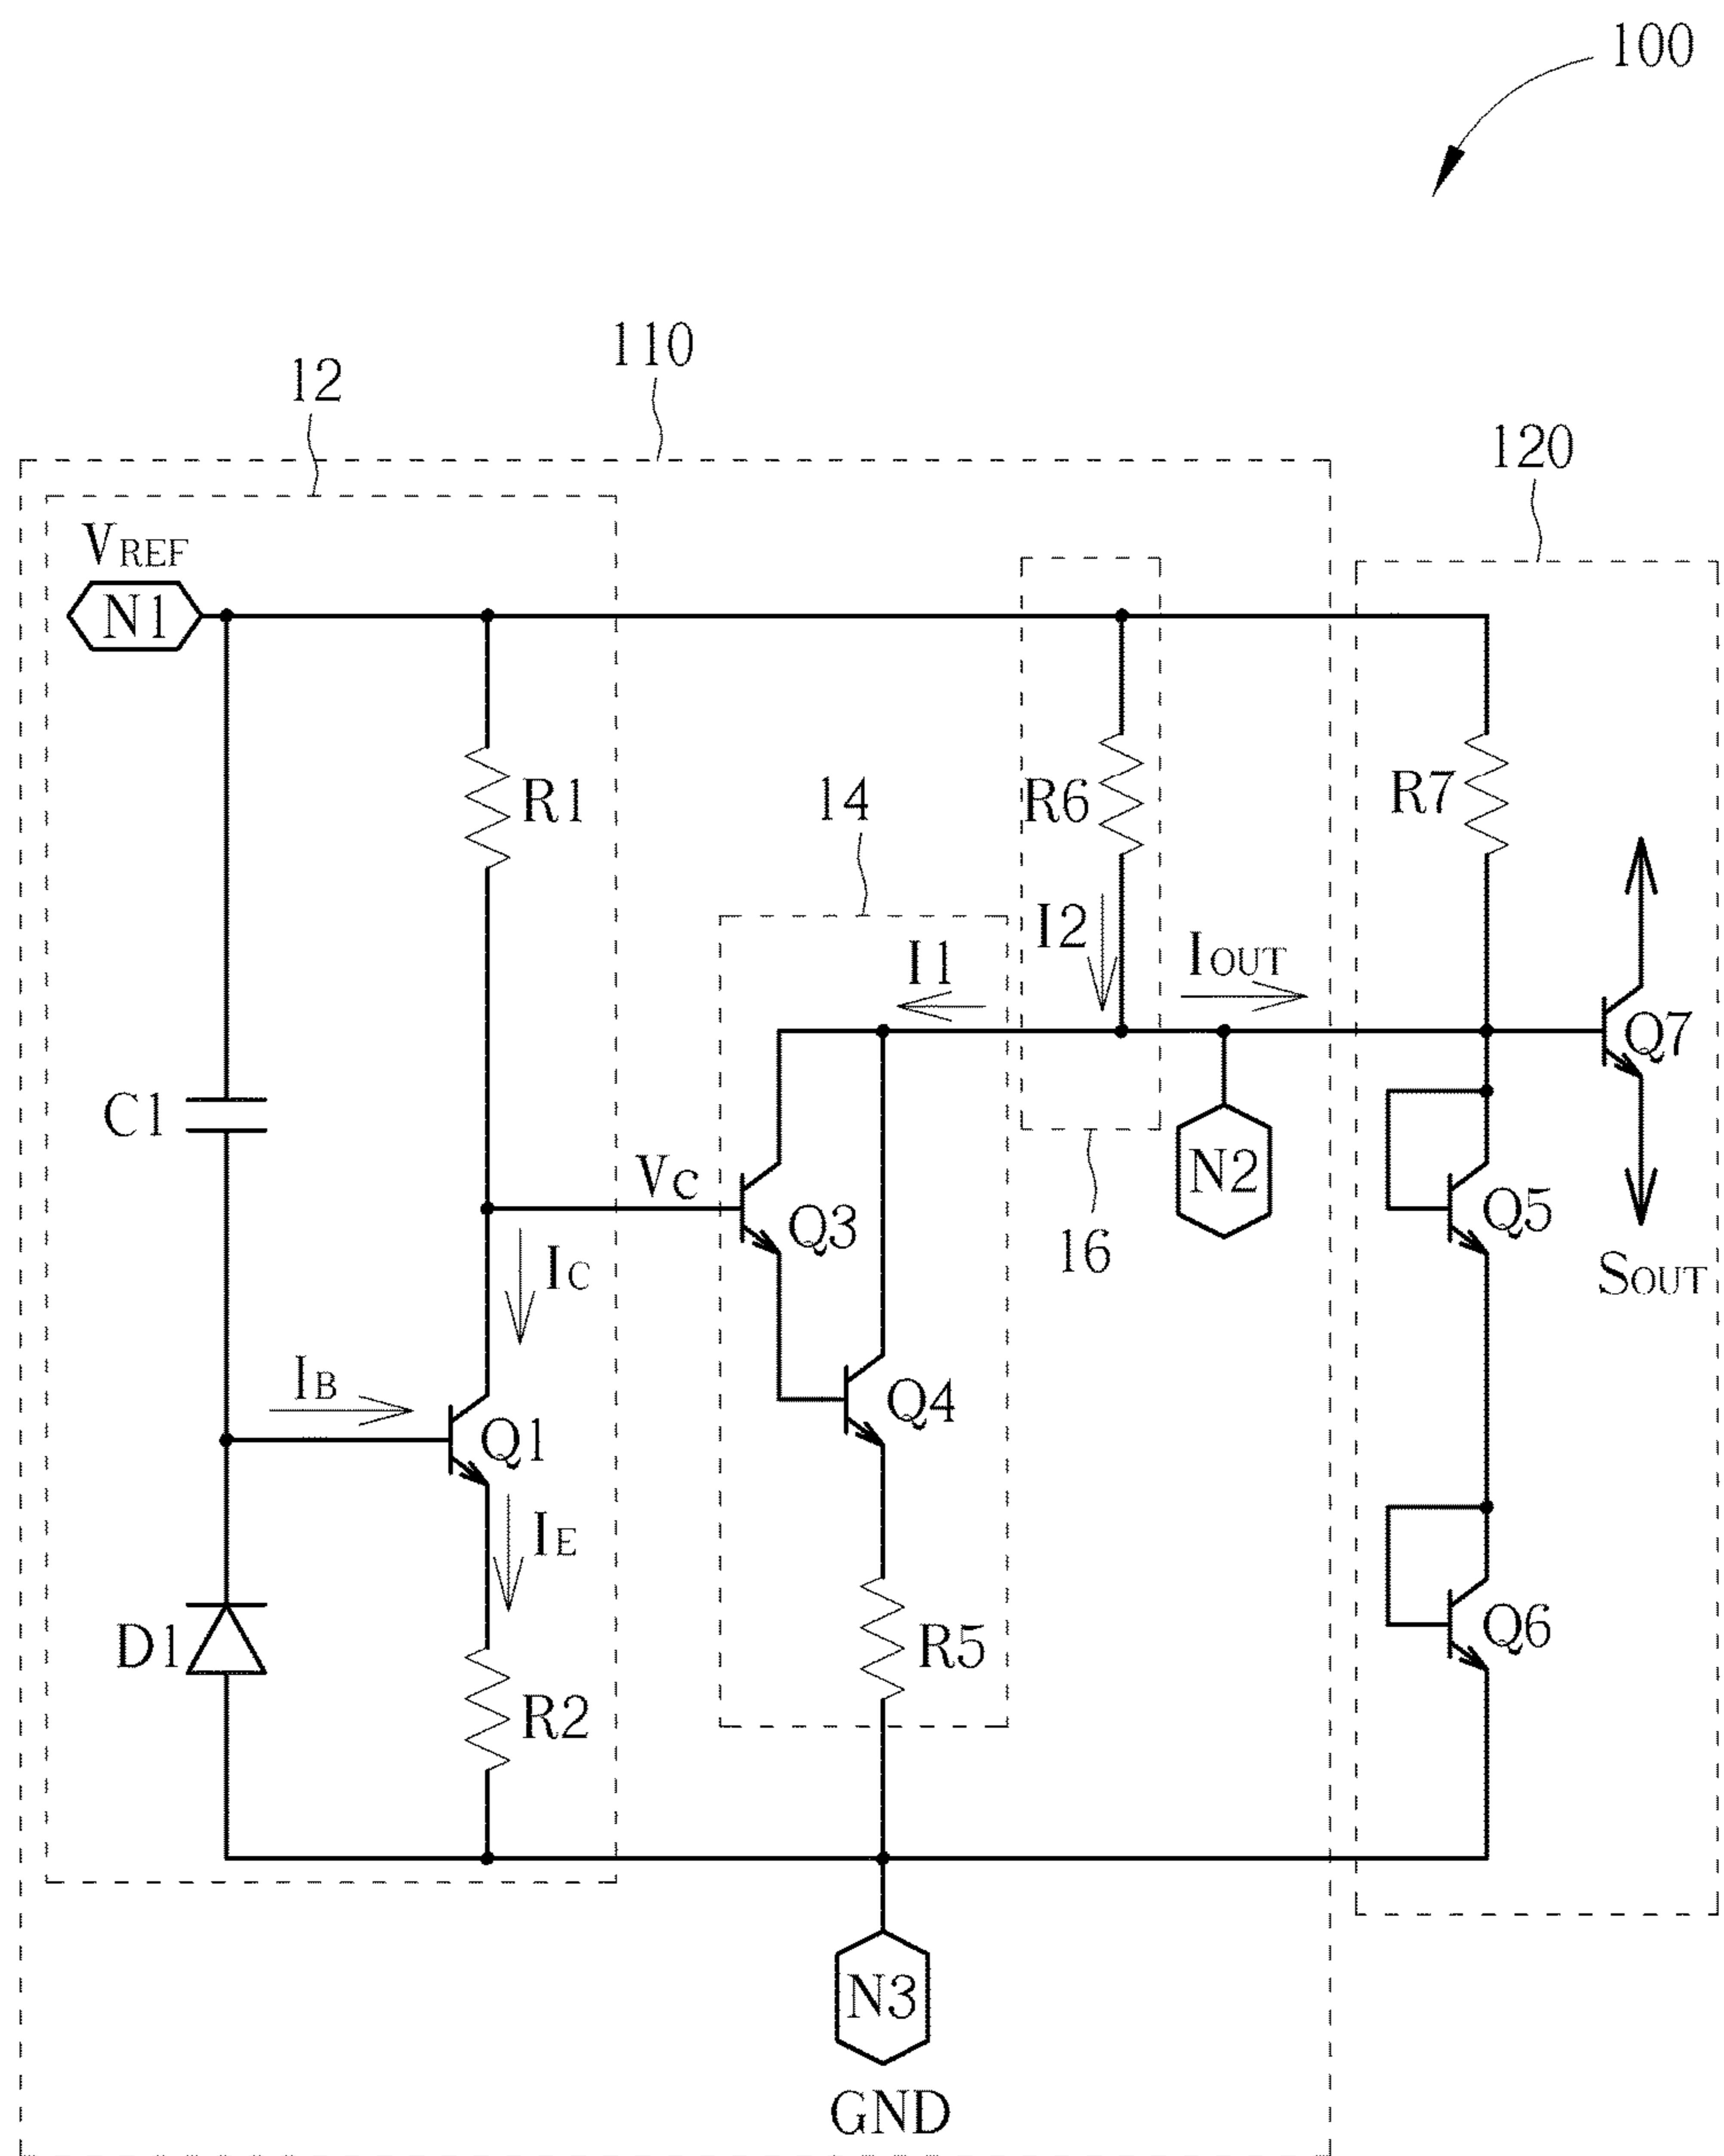 100
110
12
120
VREF
N1
R1
R6
R7
14
I2
IOUT
I1
Q7
C1
VC
N2
Q3
Q5
16
SOUT
IC
IB
Q4
Q1
IE
D1
R5
Q6
R2
N3
GND